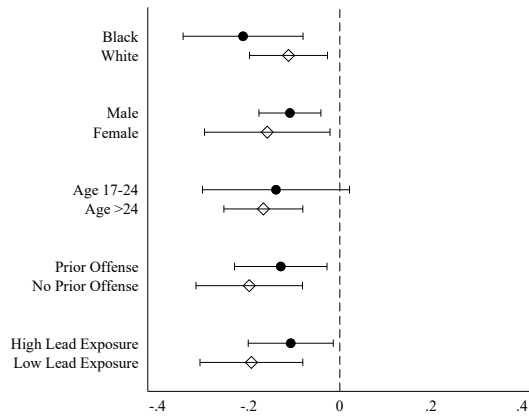 Black
White
Male
Female
Age 17-24
Age >24
Prior Offense
No Prior Offense
High Lead Exposure
Low Lead Exposure
-.4 -.2 0 .2 .4